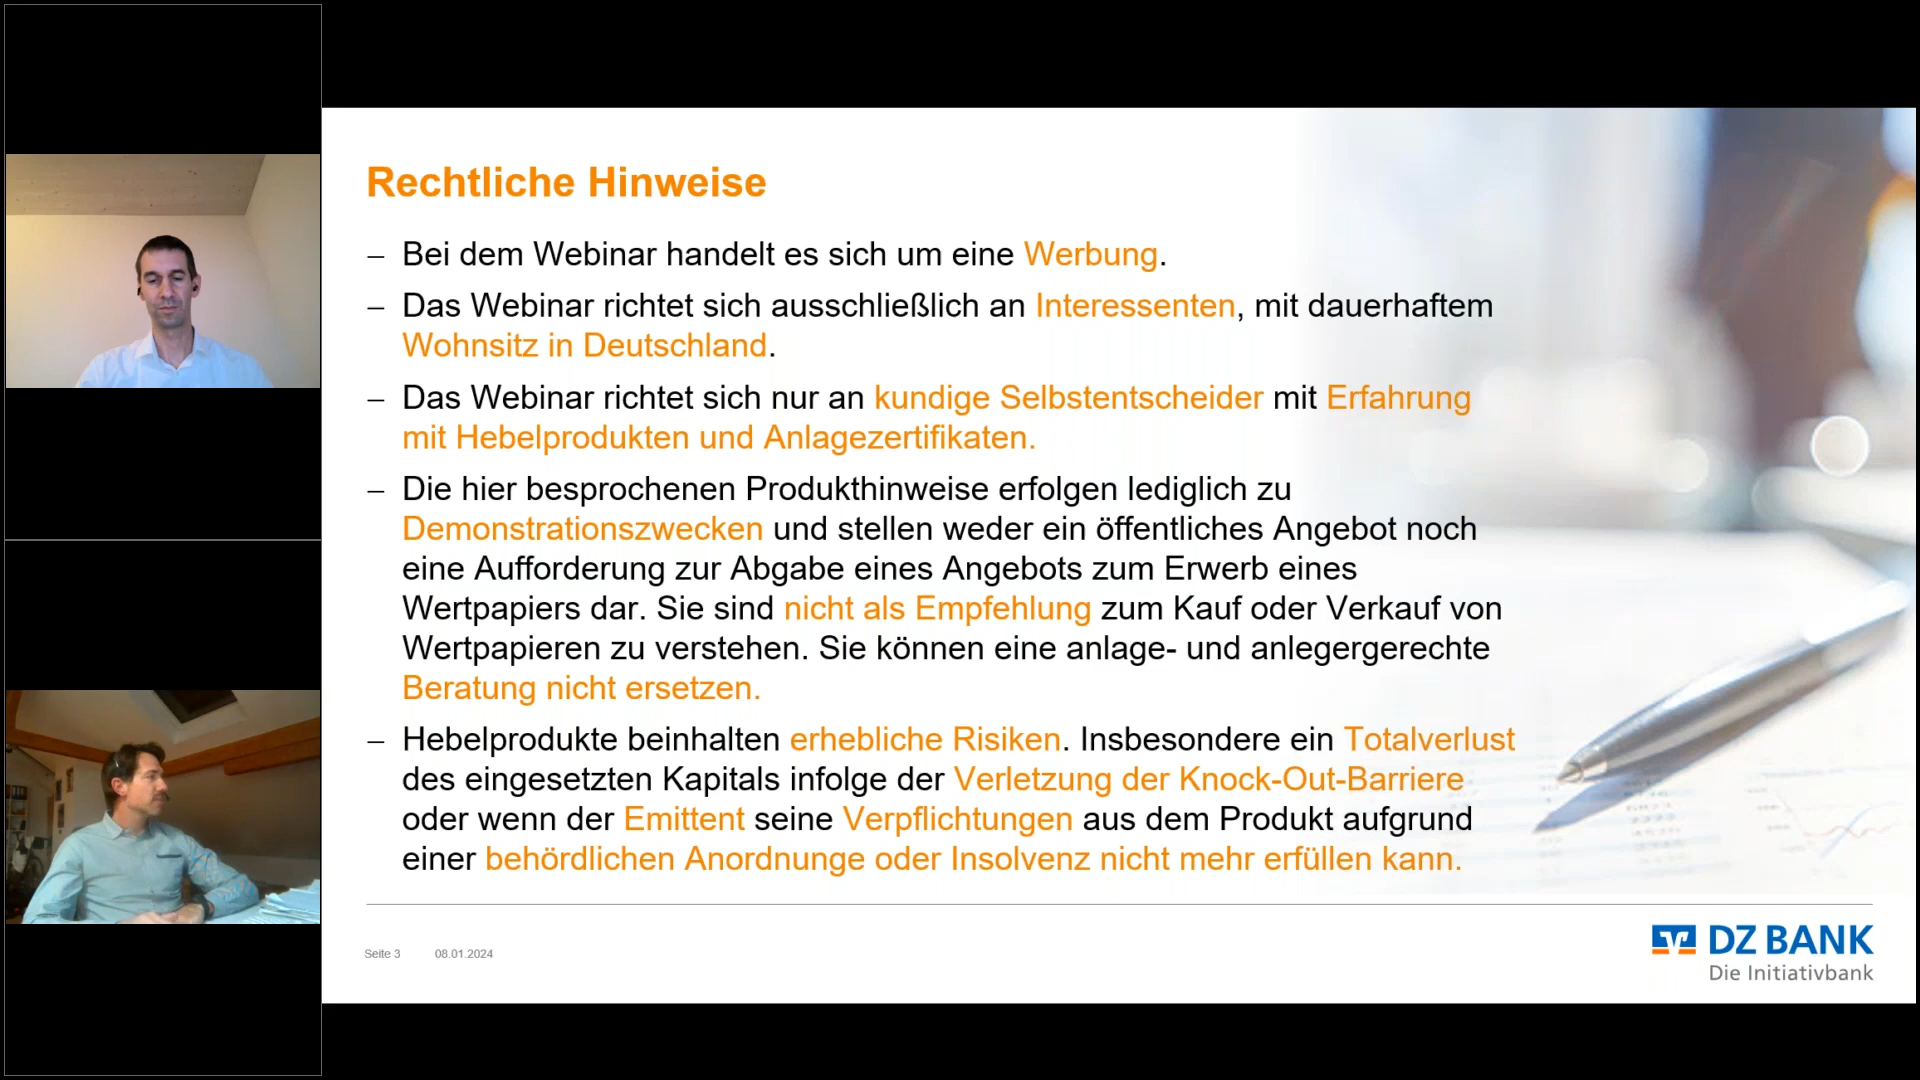 Rechtliche Hinweise
– Bei dem Webinar handelt es sich um eine Werbung.
– Das Webinar richtet sich ausschließlich an Interessenten, mit dauerhaftem
Wohnsitz in Deutschland.
– Das Webinar richtet sich nur an kundige Selbstentscheider mit Erfahrung
mit Hebelprodukten und Anlagezertifikaten.
– Die hier besprochenen Produkthinweise erfolgen lediglich zu
Demonstrationszwecken und stellen weder ein öffentliches Angebot noch
eine Aufforderung zur Abgabe eines Angebots zum Erwerb eines
Wertpapiers dar. Sie sind nicht als Empfehlung zum Kauf oder Verkauf von
Wertpapieren zu verstehen. Sie können eine anlage- und anlegergerechte
Beratung nicht ersetzen.
– Hebelprodukte beinhalten erhebliche Risiken. Insbesondere ein Totalverlust
des eingesetzten Kapitals infolge der Verletzung der Knock-Out-Barriere
oder wenn der Emittent seine Verpflichtungen aus dem Produkt aufgrund
einer behördlichen Anordnunge oder Insolvenz nicht mehr erfüllen kann.
Seite 3 08.01.2024
DZ BANK
Die Initiativbank